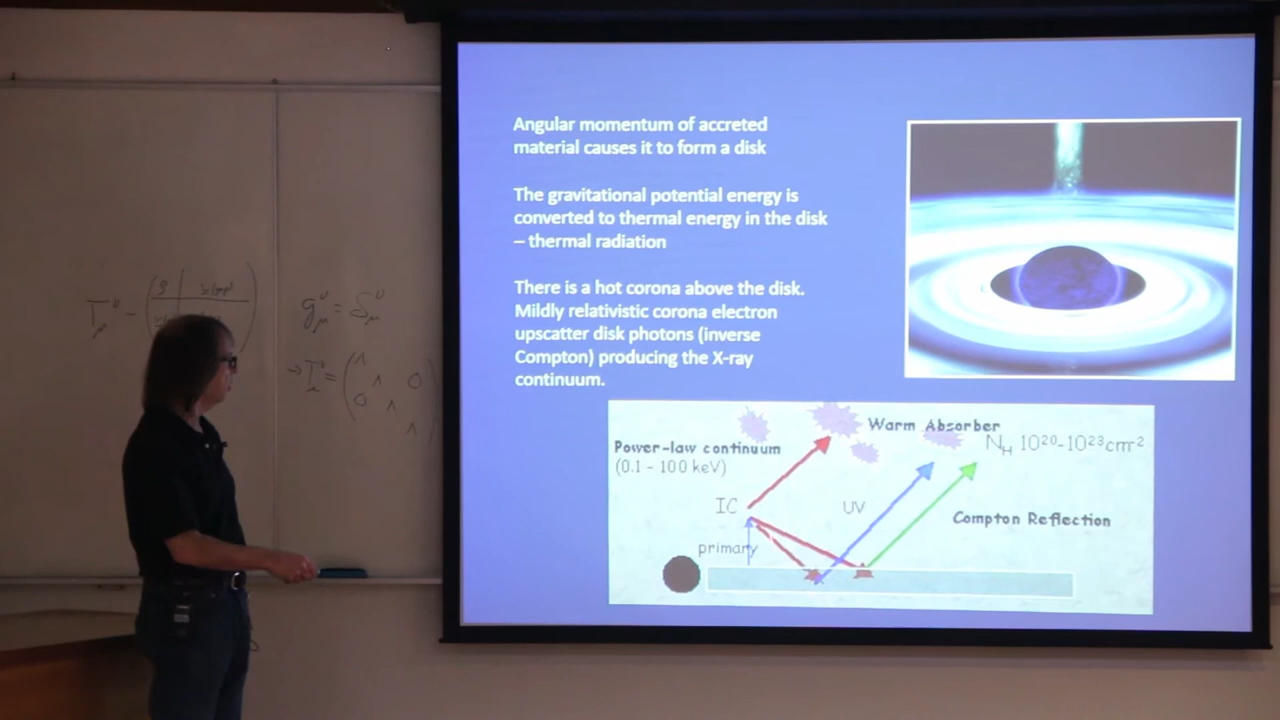 Angular momentum of accreted
material causes it to form a disk
The gravitational potential energy is
converted to thermal energy in the disk
– thermal radiation
There is a hot corona above the disk.
Mildly relativistic corona electron
upscatter disk photons (inverse
Compton) producing the X-ray
continuum.
Warm Absorber
N_H 10²⁰-10²³cm⁻²
Power-law continuum
(0.1 - 100 keV)
IC
UV
Compton Reflection
primary